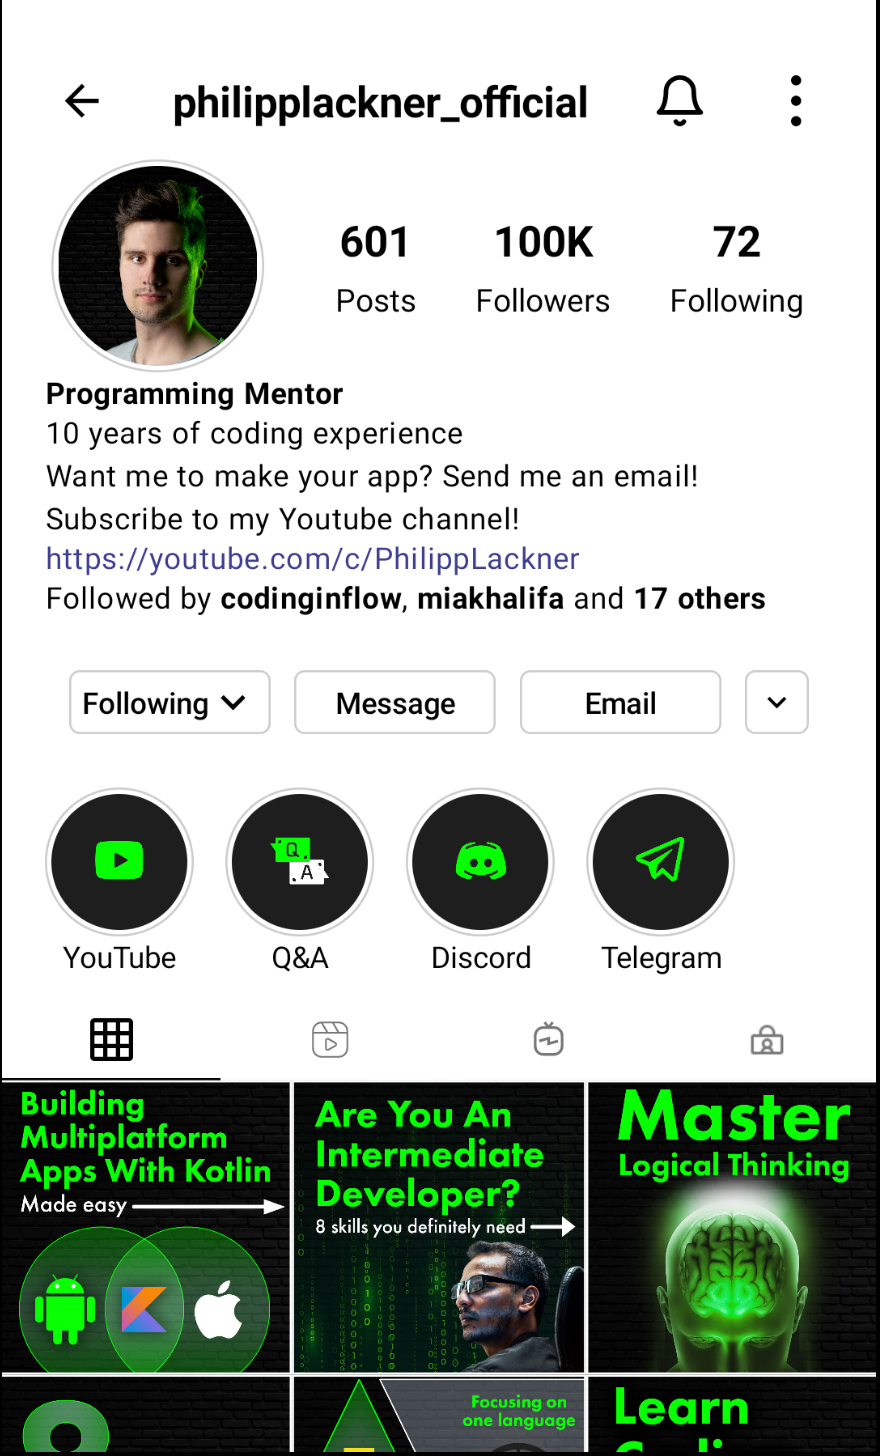 philipplackner_official
601 100K 72
Posts Followers Following
Programming Mentor
10 years of coding experience
Want me to make your app? Send me an email!
Subscribe to my Youtube channel!
https://youtube.com/c/PhilippLackner
Followed by codinginflow, miakhalifa and 17 others
Following Message Email
Q
A
YouTube Q&A Discord Telegram
Building
Multiplatform
Apps With Kotlin
Made easy
Are You An
Intermediate
Developer?
8 skills you definitely need
Master
Logical Thinking
Focusing on
one language
Learn